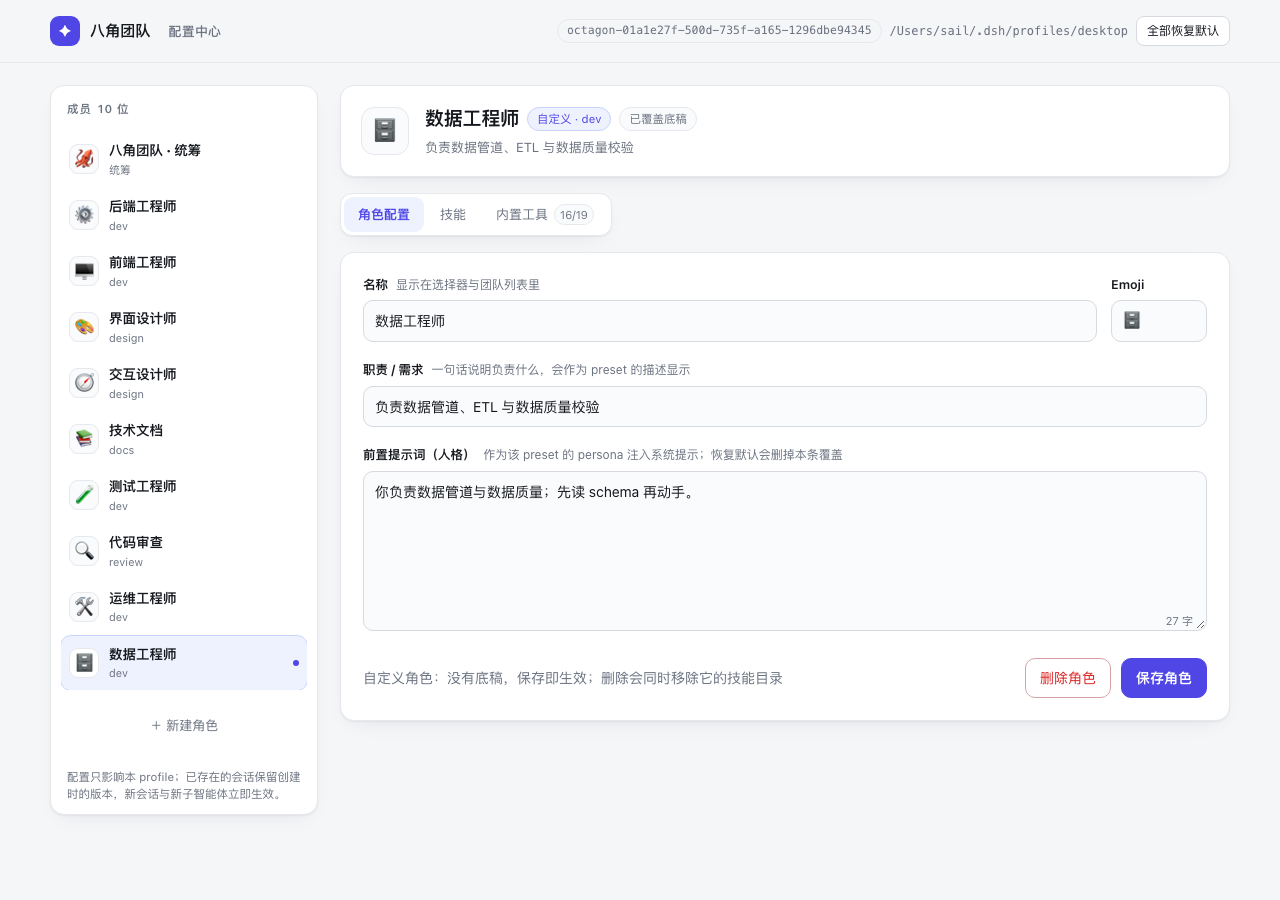 八角团队 配置中心 octagon-01a1e27f-500d-735f-a165-1296dbe94345 /Users/sail/.dsh/profiles/desktop 全部恢复默认
成员 10 位
八角团队 · 统筹
统筹
后端工程师
dev
前端工程师
dev
界面设计师
design
交互设计师
design
技术文档
docs
测试工程师
dev
代码审查
review
运维工程师
dev
数据工程师
dev
+ 新建角色
配置只影响本 profile；已存在的会话保留创建
时的版本，新会话与新子智能体立即生效。
数据工程师 自定义 · dev 已覆盖底稿
负责数据管道、ETL 与数据质量校验
角色配置 技能 内置工具 16/19
名称 显示在选择器与团队列表里 Emoji
数据工程师
职责 / 需求 一句话说明负责什么，会作为 preset 的描述显示
负责数据管道、ETL 与数据质量校验
前置提示词（人格） 作为该 preset 的 persona 注入系统提示；恢复默认会删掉本条覆盖
你负责数据管道与数据质量；先读 schema 再动手。
27 字
自定义角色：没有底稿，保存即生效；删除会同时移除它的技能目录 删除角色 保存角色